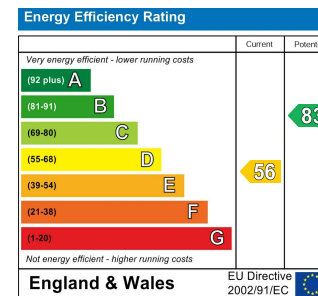 Energy Efficiency Rating
Current
Very energy efficient - lower running costs
(92 plus) A
(81-91) B
(69-80) C
(55-68) D
(39-54) E
(21-38) F
(1-20) G
56
83
Not energy efficient - higher running costs
England & Wales
EU Directive
2002/91/EC